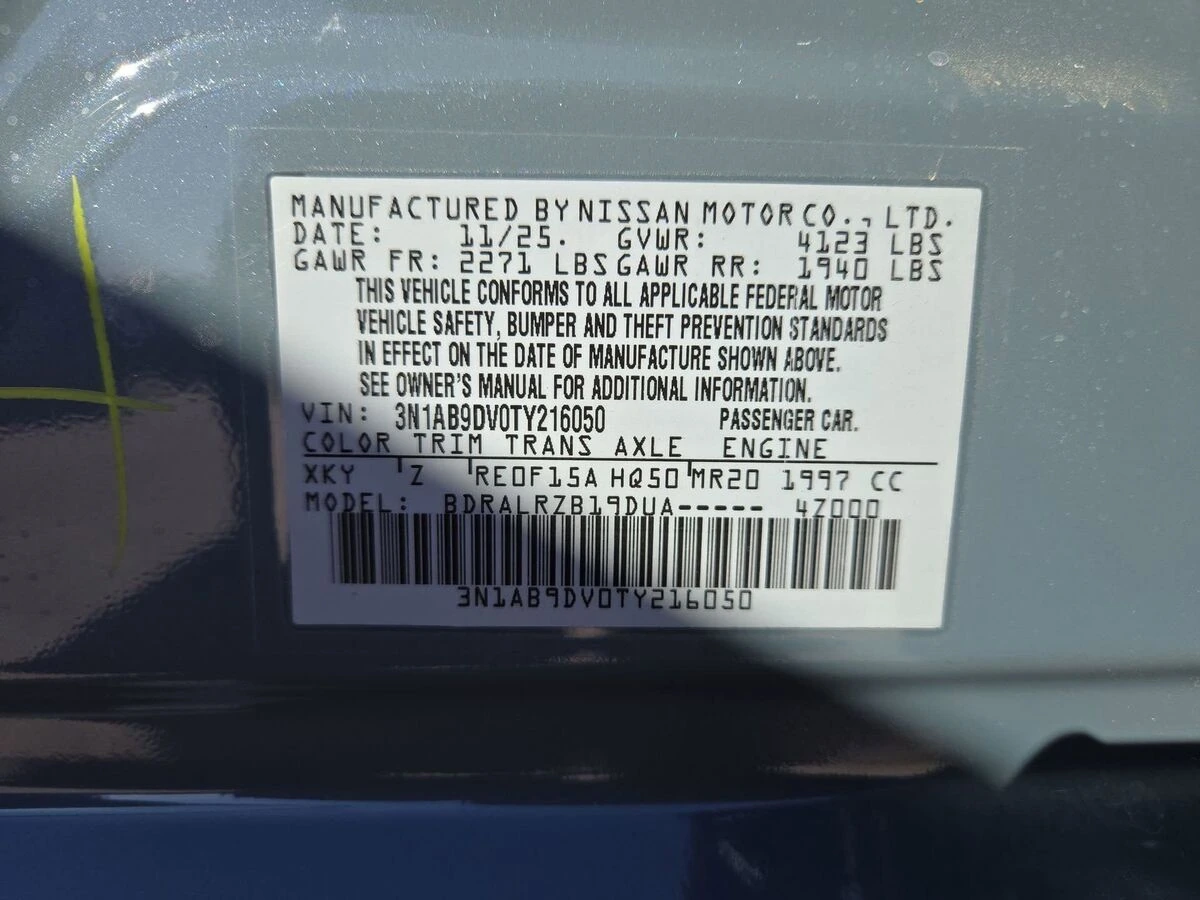 MANUFACTURED BY NISSAN MOTOR CO., LTD.
DATE: 11/25. GVWR: 4123 LBS
GAWR FR: 2271 LBS GAWR RR: 1940 LBS
THIS VEHICLE CONFORMS TO ALL APPLICABLE FEDERAL MOTOR
VEHICLE SAFETY, BUMPER AND THEFT PREVENTION STANDARDS
IN EFFECT ON THE DATE OF MANUFACTURE SHOWN ABOVE.
SEE OWNER'S MANUAL FOR ADDITIONAL INFORMATION.
VIN: 3N1AB9DV0TY216050 PASSENGER CAR.
COLOR TRIM TRANS AXLE ENGINE
XKY Z RE0F15A HQ50 MR20 1997 CC
MODEL: BDRALRZB19DUA----- 4Z000
3N1AB9DV0TY216050